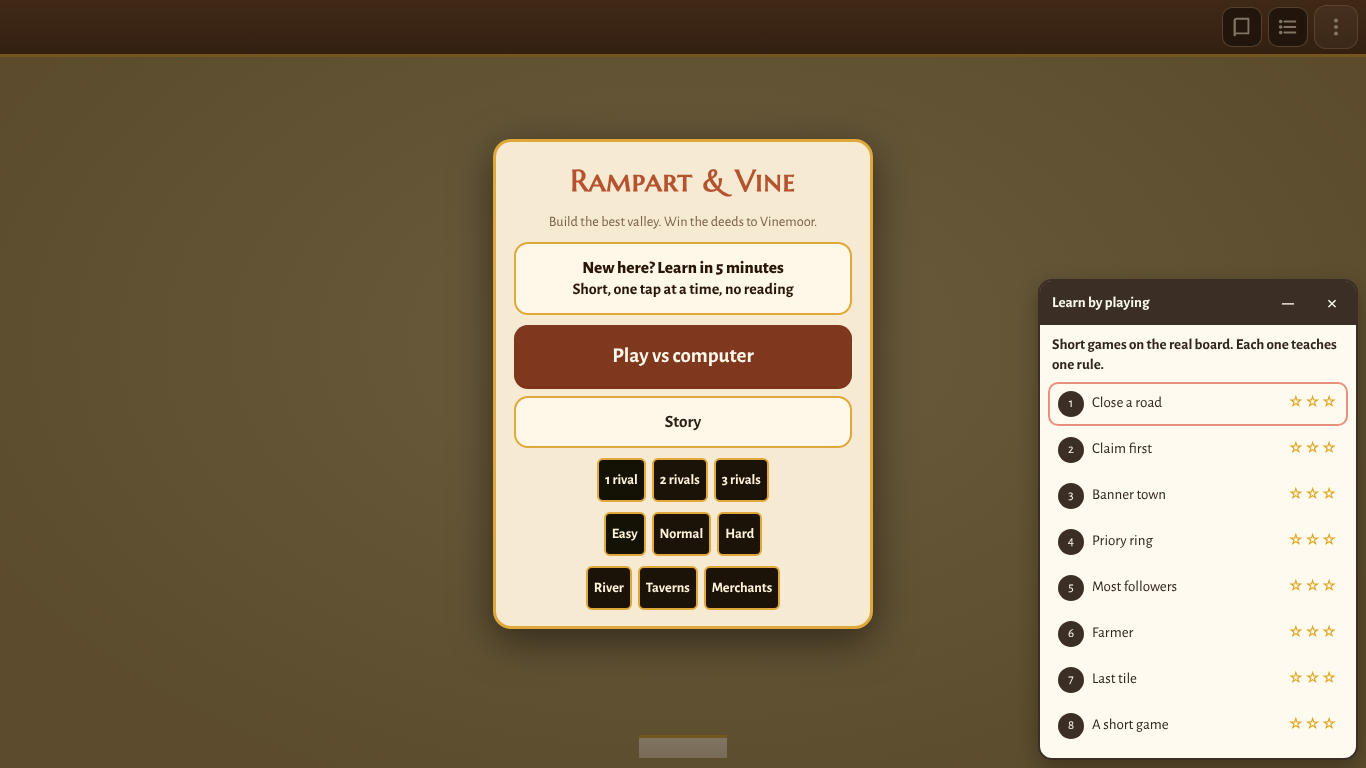 Rampart & Vine
Build the best valley. Win the deeds to Vinemoor.
New here? Learn in 5 minutes
Short, one tap at a time, no reading
Play vs computer
Story
1 rival
2 rivals
3 rivals
Easy
Normal
Hard
River
Taverns
Merchants
Learn by playing
Short games on the real board. Each one teaches
one rule.
1 Close a road
2 Claim first
3 Banner town
4 Priory ring
5 Most followers
6 Farmer
7 Last tile
8 A short game